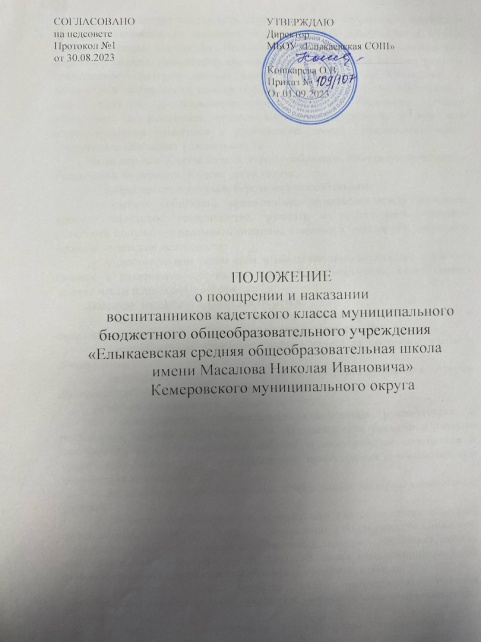 СОГЛАСОВАНО
на педсовете
Протокол №1
от 30.08.2023
УТВЕРЖДАЮ
Директор
МБОУ «Елыкаевская СОШ»
Кошкарева О.В.
Приказ № 109/107
От 01.09.2023
ПОЛОЖЕНИЕ
о поощрении и наказании
воспитанников кадетского класса муниципального
бюджетного общеобразовательного учреждения
«Елыкаевская средняя общеобразовательная школа
имени Масалова Николая Ивановича»
Кемеровского муниципального округа